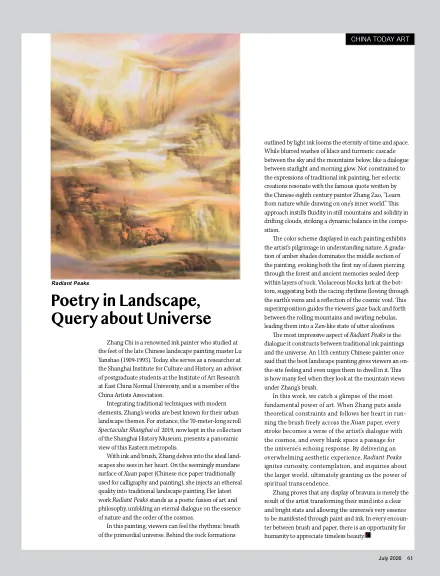 CHINA TODAY ART
Radiant Peaks
Poetry in Landscape,
Query about Universe
Zhang Chi is a renowned ink painter who studied at
the feet of the late Chinese landscape painting master Lu
Yanshao (1909-1993). Today, she serves as a researcher at
the Shanghai Institute for Culture and History, an advisor
of postgraduate students at the Institute of Art Research
at East China Normal University, and is a member of the
China Artists Association.
Integrating traditional techniques with modern
elements, Zhang's works are best known for their urban
landscape themes. For instance, the 70-meter-long scroll
Spectacular Shanghai of 2019, now kept in the collection
of the Shanghai History Museum, presents a panoramic
view of this Eastern metropolis.
With ink and brush, Zhang delves into the ideal land-
scapes she sees in her heart. On the seemingly mundane
surface of Xuan paper (Chinese rice paper traditionally
used for calligraphy and painting), she injects an ethereal
quality into traditional landscape painting. Her latest
work Radiant Peaks stands as a poetic fusion of art and
philosophy, unfolding an eternal dialogue on the essence
of nature and the order of the cosmos.
In this painting, viewers can feel the rhythmic breath
of the primordial universe. Behind the rock formations
outlined by light ink looms the eternity of time and space.
While blurred washes of lilacs and turmeric cascade
between the sky and the mountains below, like a dialogue
between starlight and morning glow. Not constrained to
the expressions of traditional ink painting, her eclectic
creations resonate with the famous quote written by
the Chinese eighth century painter Zhang Zao, "Learn
from nature while drawing on one's inner world." This
approach instills fluidity in still mountains and solidity in
drifting clouds, striking a dynamic balance in the compo-
sition.
The color scheme displayed in each painting exhibits
the artist's pilgrimage in understanding nature. A grada-
tion of amber shades dominates the middle section of
the painting, evoking both the first ray of dawn piercing
through the forest and ancient memories sealed deep
within layers of rock. Violaceous blocks lurk at the bot-
tom, suggesting both the racing rhythms flowing through
the earth's veins and a reflection of the cosmic void. This
superimposition guides the viewers' gaze back and forth
between the rolling mountains and swirling nebulas,
leading them into a Zen-like state of utter aloofness.
The most impressive aspect of Radiant Peaks is the
dialogue it constructs between traditional ink paintings
and the universe. An 11th century Chinese painter once
said that the best landscape painting gives viewers an on-
the-site feeling and even urges them to dwell in it. This
is how many feel when they look at the mountain views
under Zhang's brush.
In this work, we catch a glimpse of the most
fundamental power of art. When Zhang puts aside
theoretical constraints and follows her heart in run-
ning the brush freely across the Xuan paper, every
stroke becomes a verse of the artist's dialogue with
the cosmos, and every blank space a passage for
the universe's echoing response. By delivering an
overwhelming aesthetic experience, Radiant Peaks
ignites curiosity, contemplation, and inquiries about
the larger world, ultimately granting us the power of
spiritual transcendence.
Zhang proves that any display of bravura is merely the
result of the artist transforming their mind into a clear
and bright state and allowing the universe's every essence
to be manifested through paint and ink. In every encoun-
ter between brush and paper, there is an opportunity for
humanity to appreciate timeless beauty.
July 2026 61